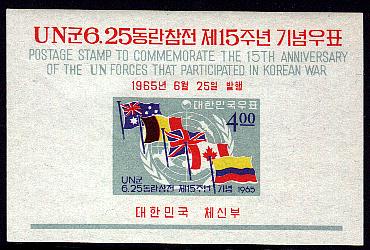 UN군6.25동란참전 제15주년 기념우표
POSTAGE STAMP TO COMMEMORATE THE 15TH ANNIVERSARY
OF THE UN FORCES THAT PARTICIPATED IN KOREAN WAR
1965년 6월 25일 발행
대한민국우표
4.00
UN군
6.25동란참전 제15주년 기념 1965
대한민국 체신부